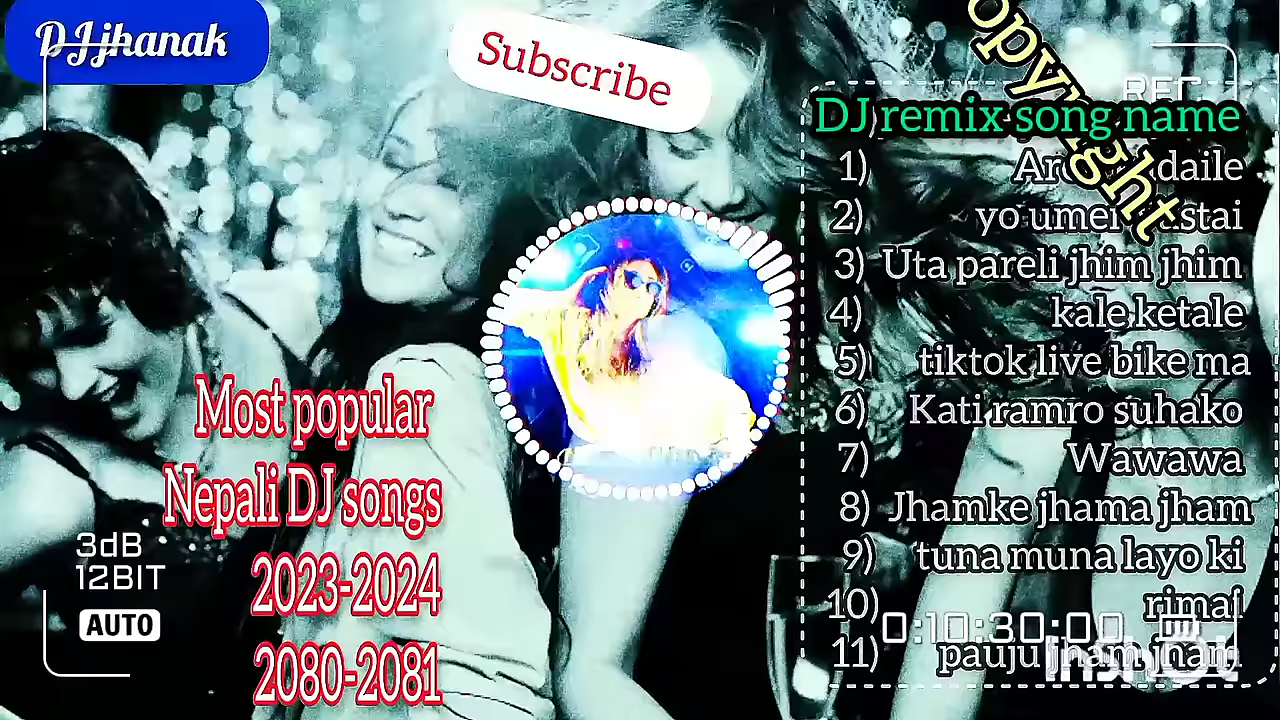 DJjhanak
Subscribe
REC
DJ remix song name
1) daile
2) yo
3) Uta pareli jhim jhim
4) kale ketale
5) tiktok live bike ma
6) Kati ramro suhako
7) Wawawa
8) Jhamke jhama jham
9) tuna muna layo ki
10) rimai
11) pauju jham jham
0:10:30:00
InShot
Most popular
Nepali DJ songs
2023-2024
2080-2081
3dB
12BIT
AUTO